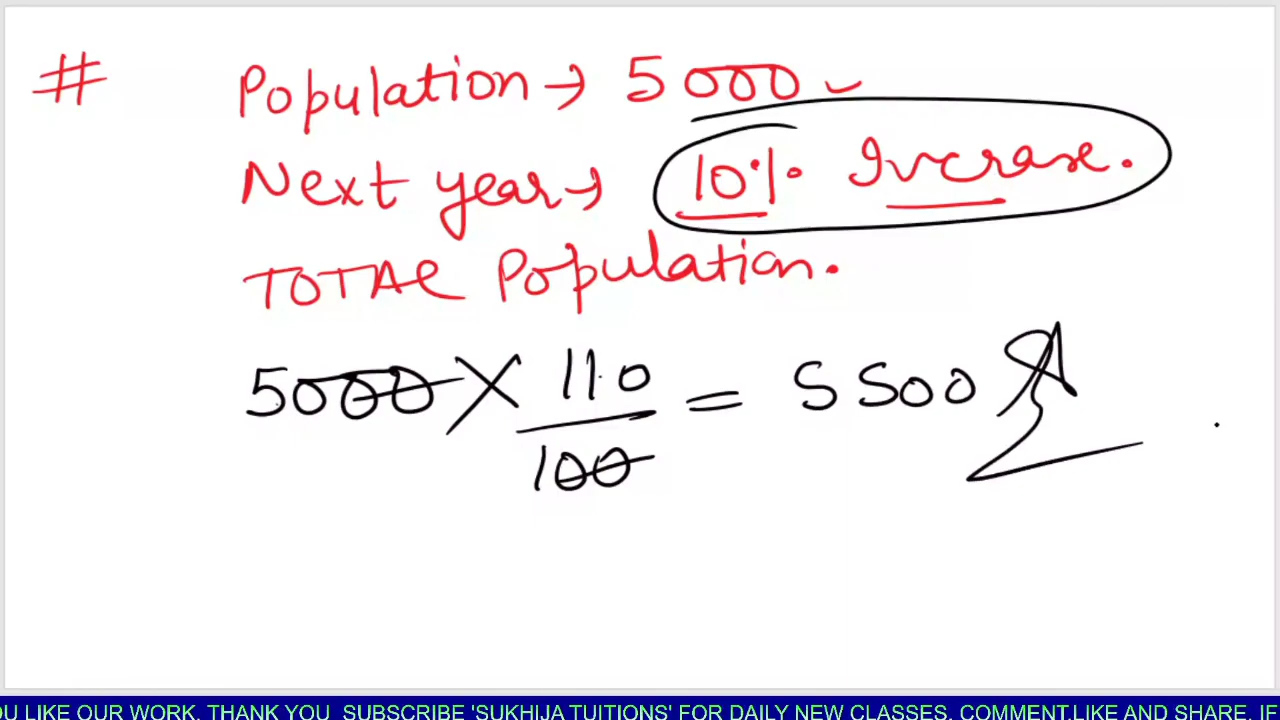 # Population → 5000
Next year → 10% Increase.
TOTAL Population.
5000 × 110/100 = 5500
OU LIKE OUR WORK. THANK YOU SUBSCRIBE 'SUKHIJA TUITIONS' FOR DAILY NEW CLASSES. COMMENT,LIKE AND SHARE. IF